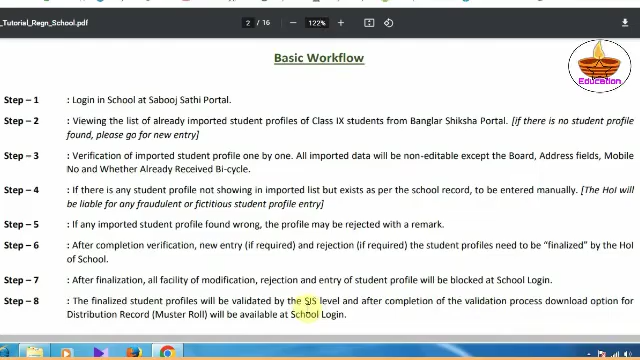 _Tutorial_Regn_School.pdf
2 / 16
122%
Basic Workflow
Education
Step – 1 : Login in School at Sabooj Sathi Portal.
Step – 2 : Viewing the list of already imported student profiles of Class IX students from Banglar Shiksha Portal. [if there is no student profile
found, please go for new entry]
Step – 3 : Verification of imported student profile one by one. All imported data will be non-editable except the Board, Address fields, Mobile
No and Whether Already Received Bi-cycle.
Step – 4 : If there is any student profile not showing in imported list but exists as per the school record, to be entered manually. [The HoI will
be liable for any fraudulent or fictitious student profile entry]
Step – 5 : If any imported student profile found wrong, the profile may be rejected with a remark.
Step – 6 : After completion verification, new entry (if required) and rejection (if required) the student profiles need to be “finalized” by the HoI
of School.
Step – 7 : After finalization, all facility of modification, rejection and entry of student profile will be blocked at School Login.
Step – 8 : The finalized student profiles will be validated by the SIS level and after completion of the validation process download option for
Distribution Record (Muster Roll) will be available at School Login.